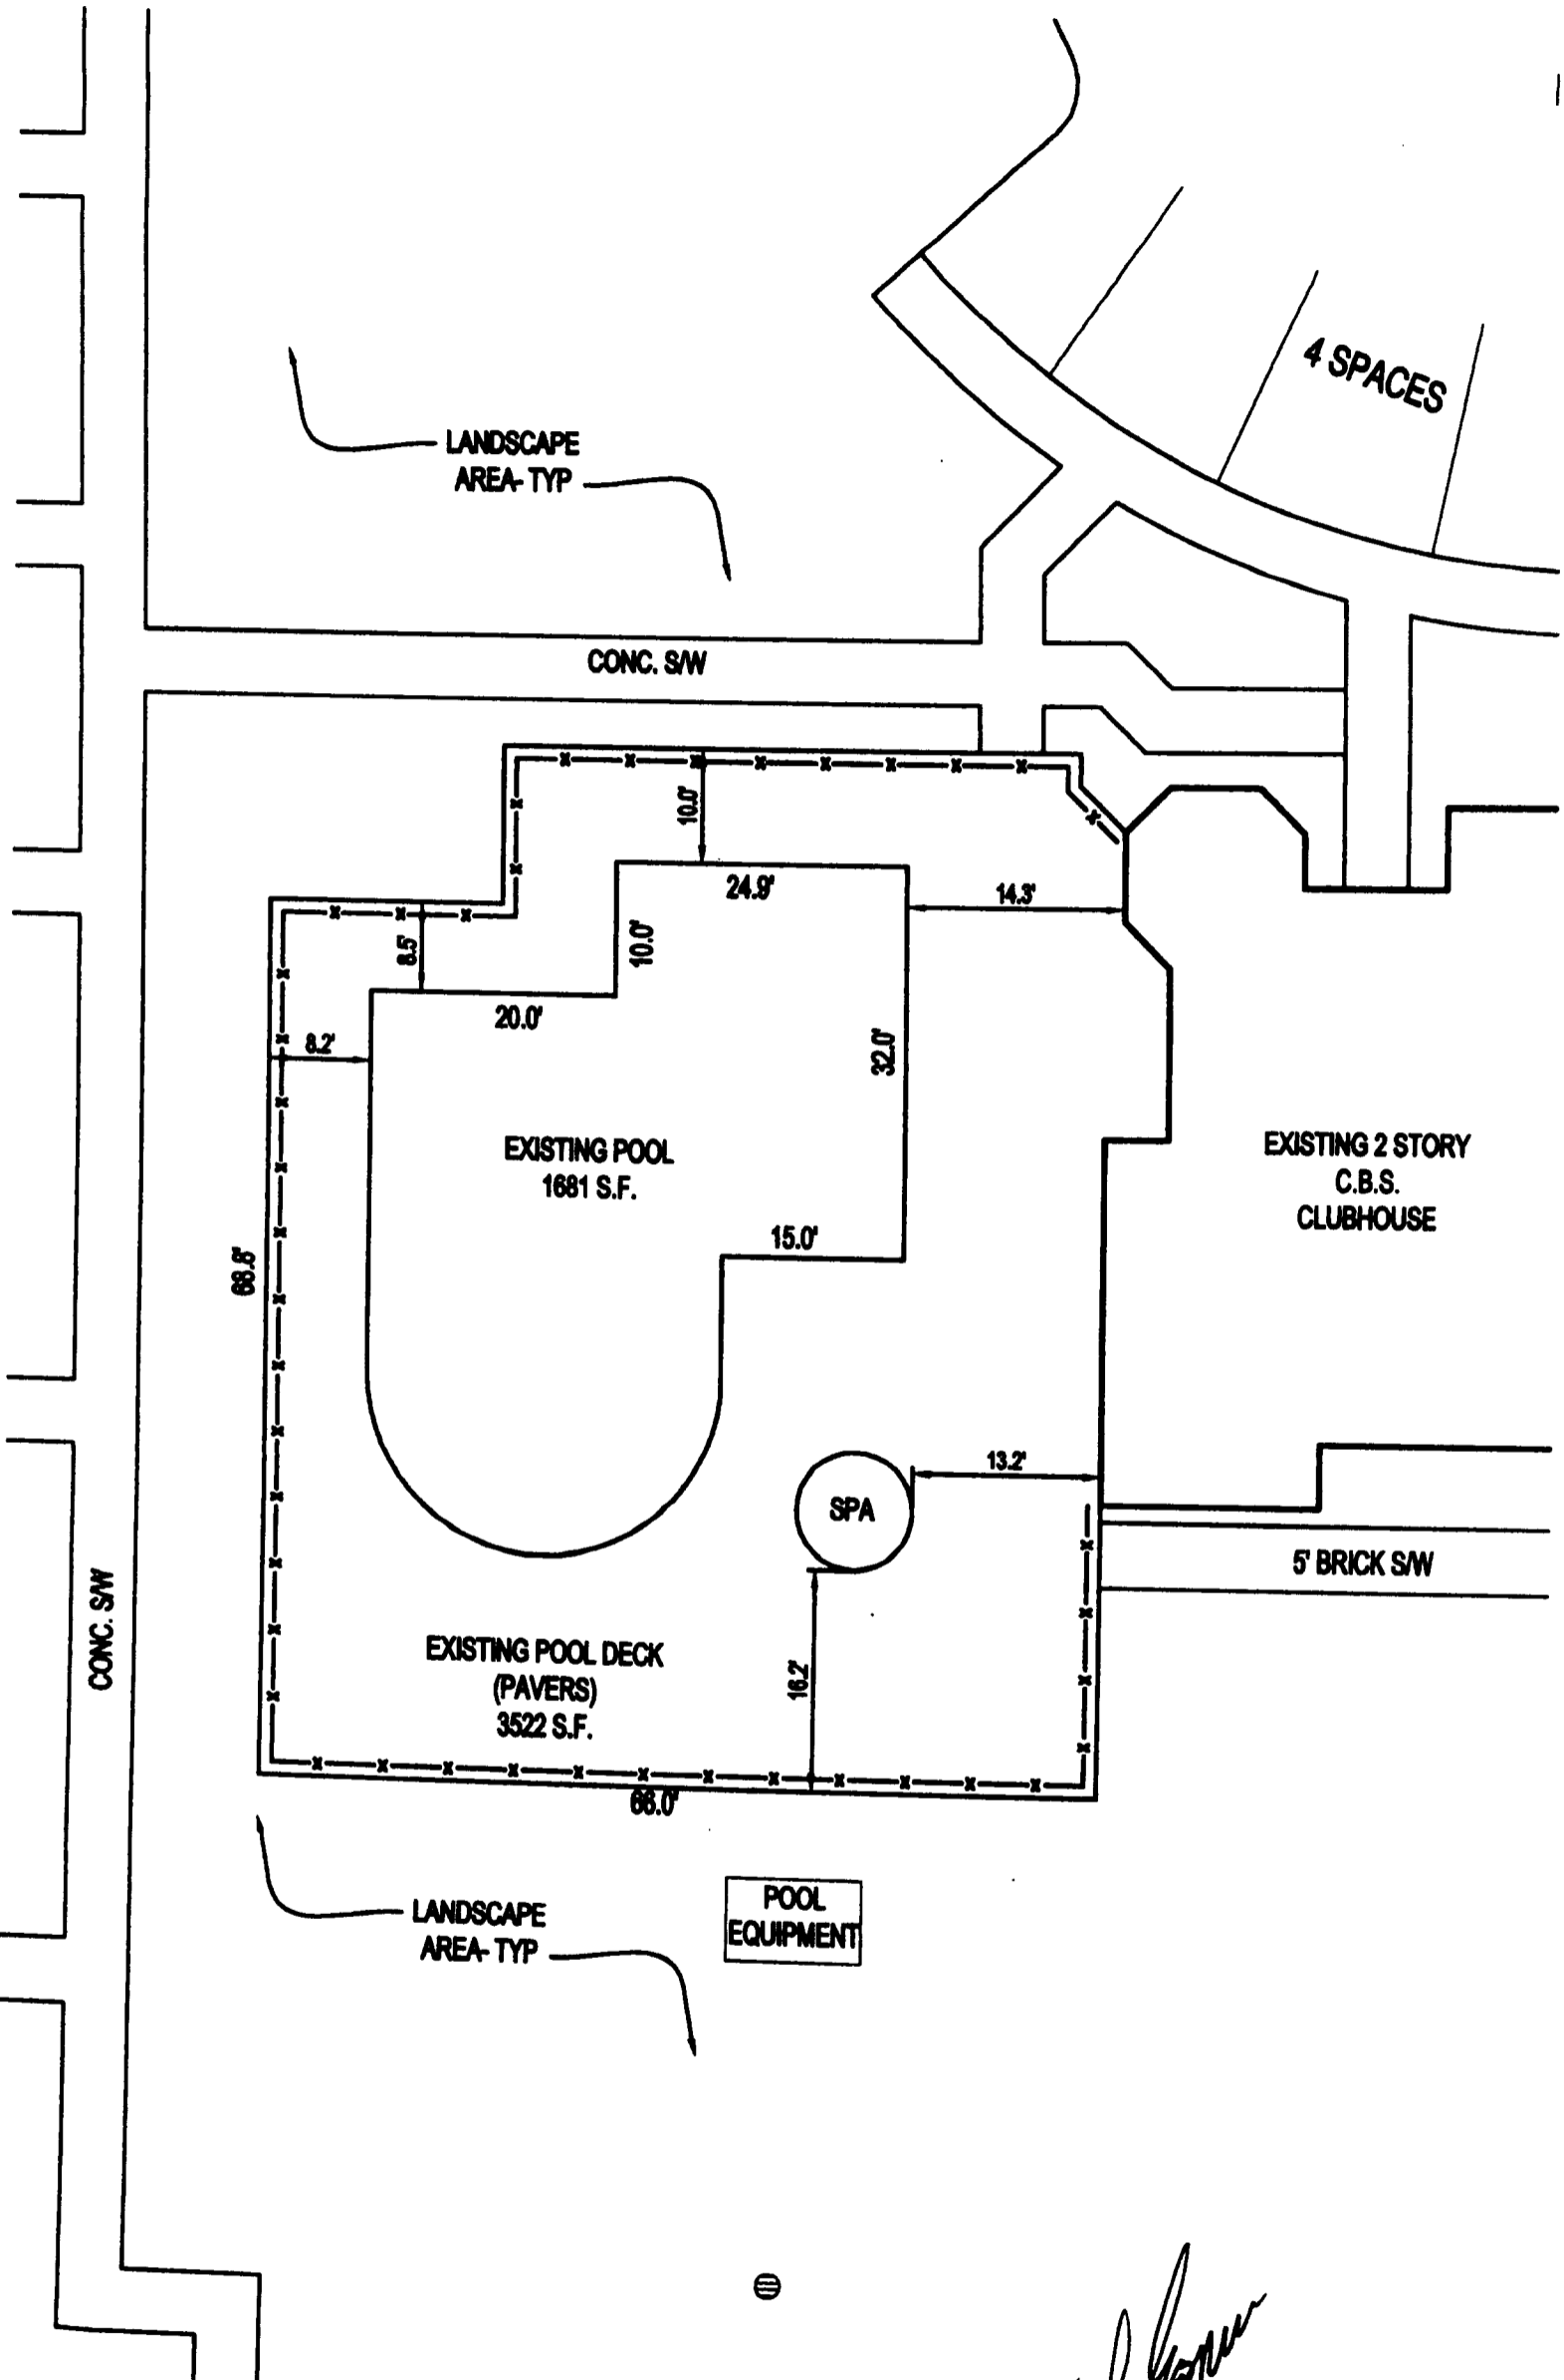 4 SPACES
LANDSCAPE
AREA- TYP
CONC. S/W
10.0'
24.9'
14.3'
8.5'
10.0'
20.0'
8.2'
32.0'
EXISTING POOL
1681 S.F.
EXISTING 2 STORY
C.B.S.
CLUBHOUSE
15.0'
68.8'
13.2'
SPA
5' BRICK S/W
CONC. S/W
EXISTING POOL DECK
(PAVERS)
3522 S.F.
16.2'
66.0'
POOL
EQUIPMENT
LANDSCAPE
AREA- TYP